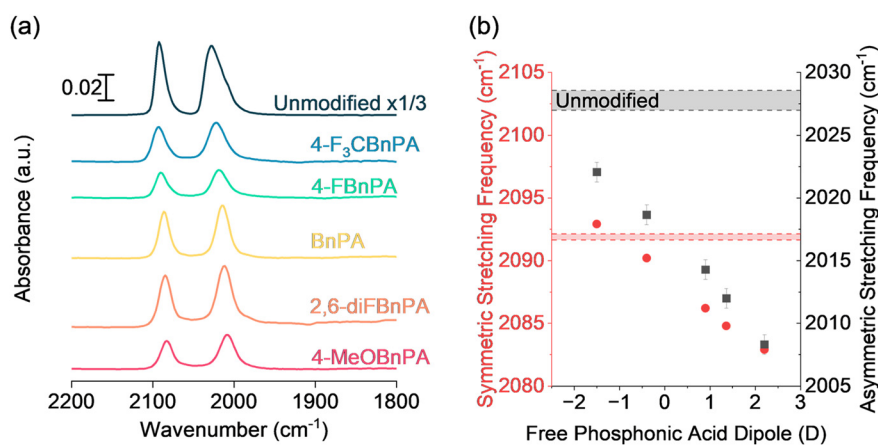 (a)
0.02
Unmodified x1/3
4-F₃CBnPA
4-FBnPA
BnPA
2,6-diFBnPA
4-MeOBnPA
Absorbance (a.u.)
2200 2100 2000 1900 1800
Wavenumber (cm⁻¹)
(b)
Symmetric Stretching Frequency (cm⁻¹)
2105
2100
2095
2090
2085
2080
Unmodified
2030
2025
2020
2015
2010
2005
Asymmetric Stretching Frequency (cm⁻¹)
−2 −1 0 1 2 3
Free Phosphonic Acid Dipole (D)